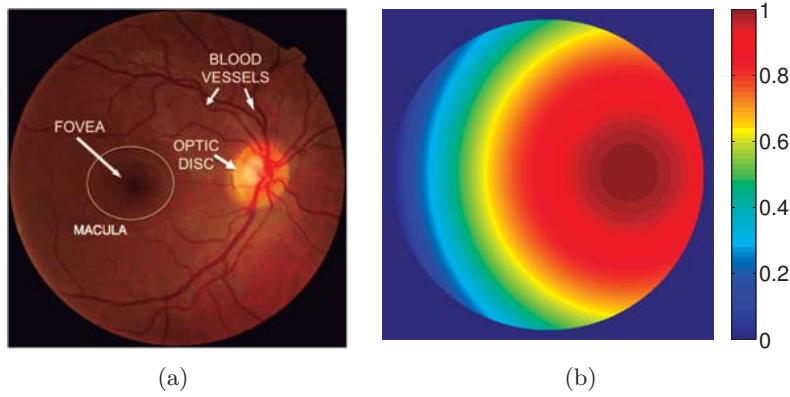 BLOOD
VESSELS
FOVEA
OPTIC
DISC
MACULA
(a)
1
0.8
0.6
0.4
0.2
0
(b)